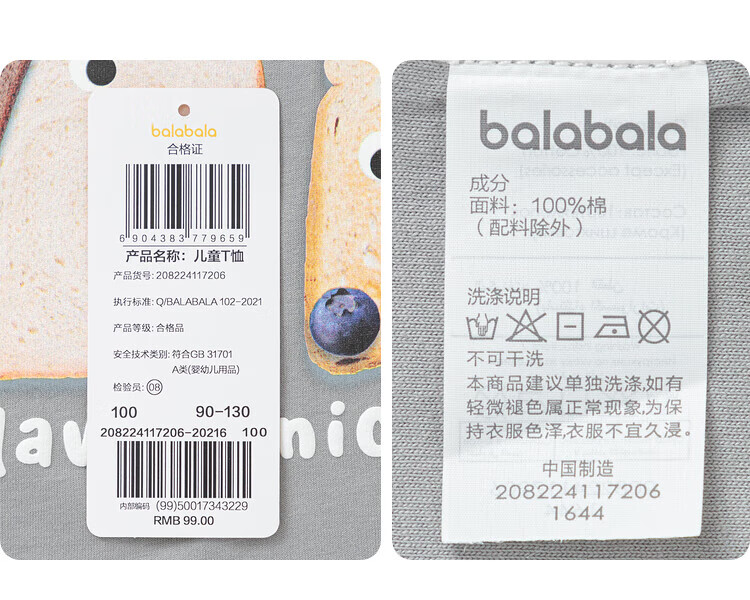 balabala
合格证
6 904383 779659
产品名称：儿童T恤
产品货号：208224117206
执行标准：Q/BALABALA 102-2021
产品等级：合格品
安全技术类别：符合GB 31701
A类(婴幼儿用品)
检验员：08
100 90-130
208224117206-20216 100
内部编码 (99)50017343229
RMB 99.00
balabala
成分
面料：100%棉
（配料除外）
洗涤说明
不可干洗
本商品建议单独洗涤,如有
轻微褪色属正常现象,为保
持衣服色泽,衣服不宜久浸。
中国制造
208224117206
1644